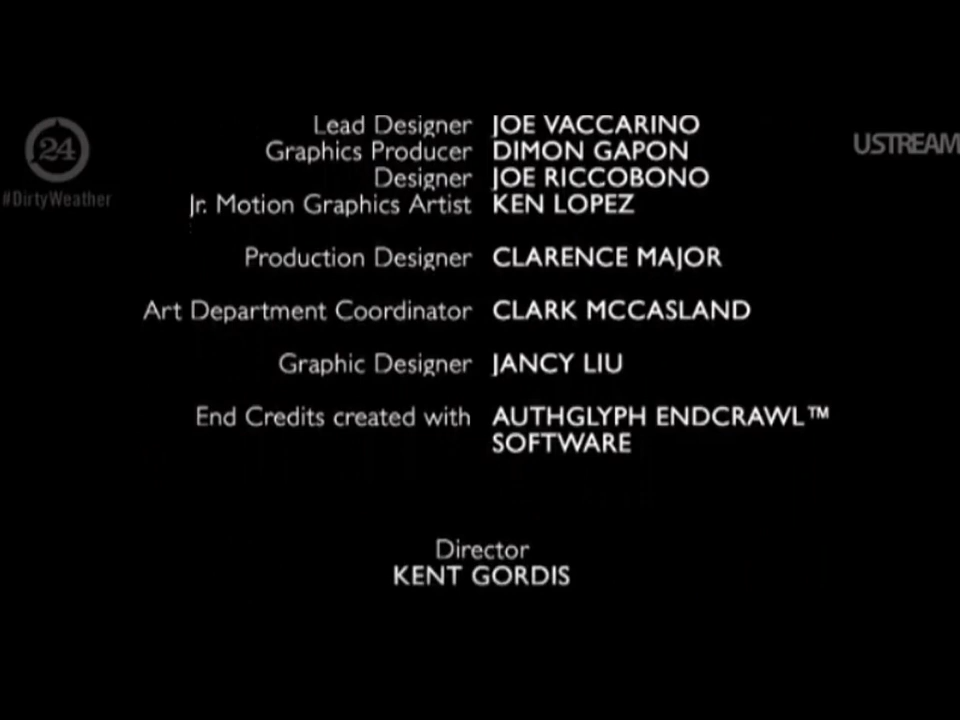 Lead Designer JOE VACCARINO
Graphics Producer DIMON GAPON
Designer JOE RICCOBONO
Jr. Motion Graphics Artist KEN LOPEZ
Production Designer CLARENCE MAJOR
Art Department Coordinator CLARK MCCASLAND
Graphic Designer JANCY LIU
End Credits created with AUTHGLYPH ENDCRAWL™
SOFTWARE
Director
KENT GORDIS
24
#DirtyWeather
USTREAM